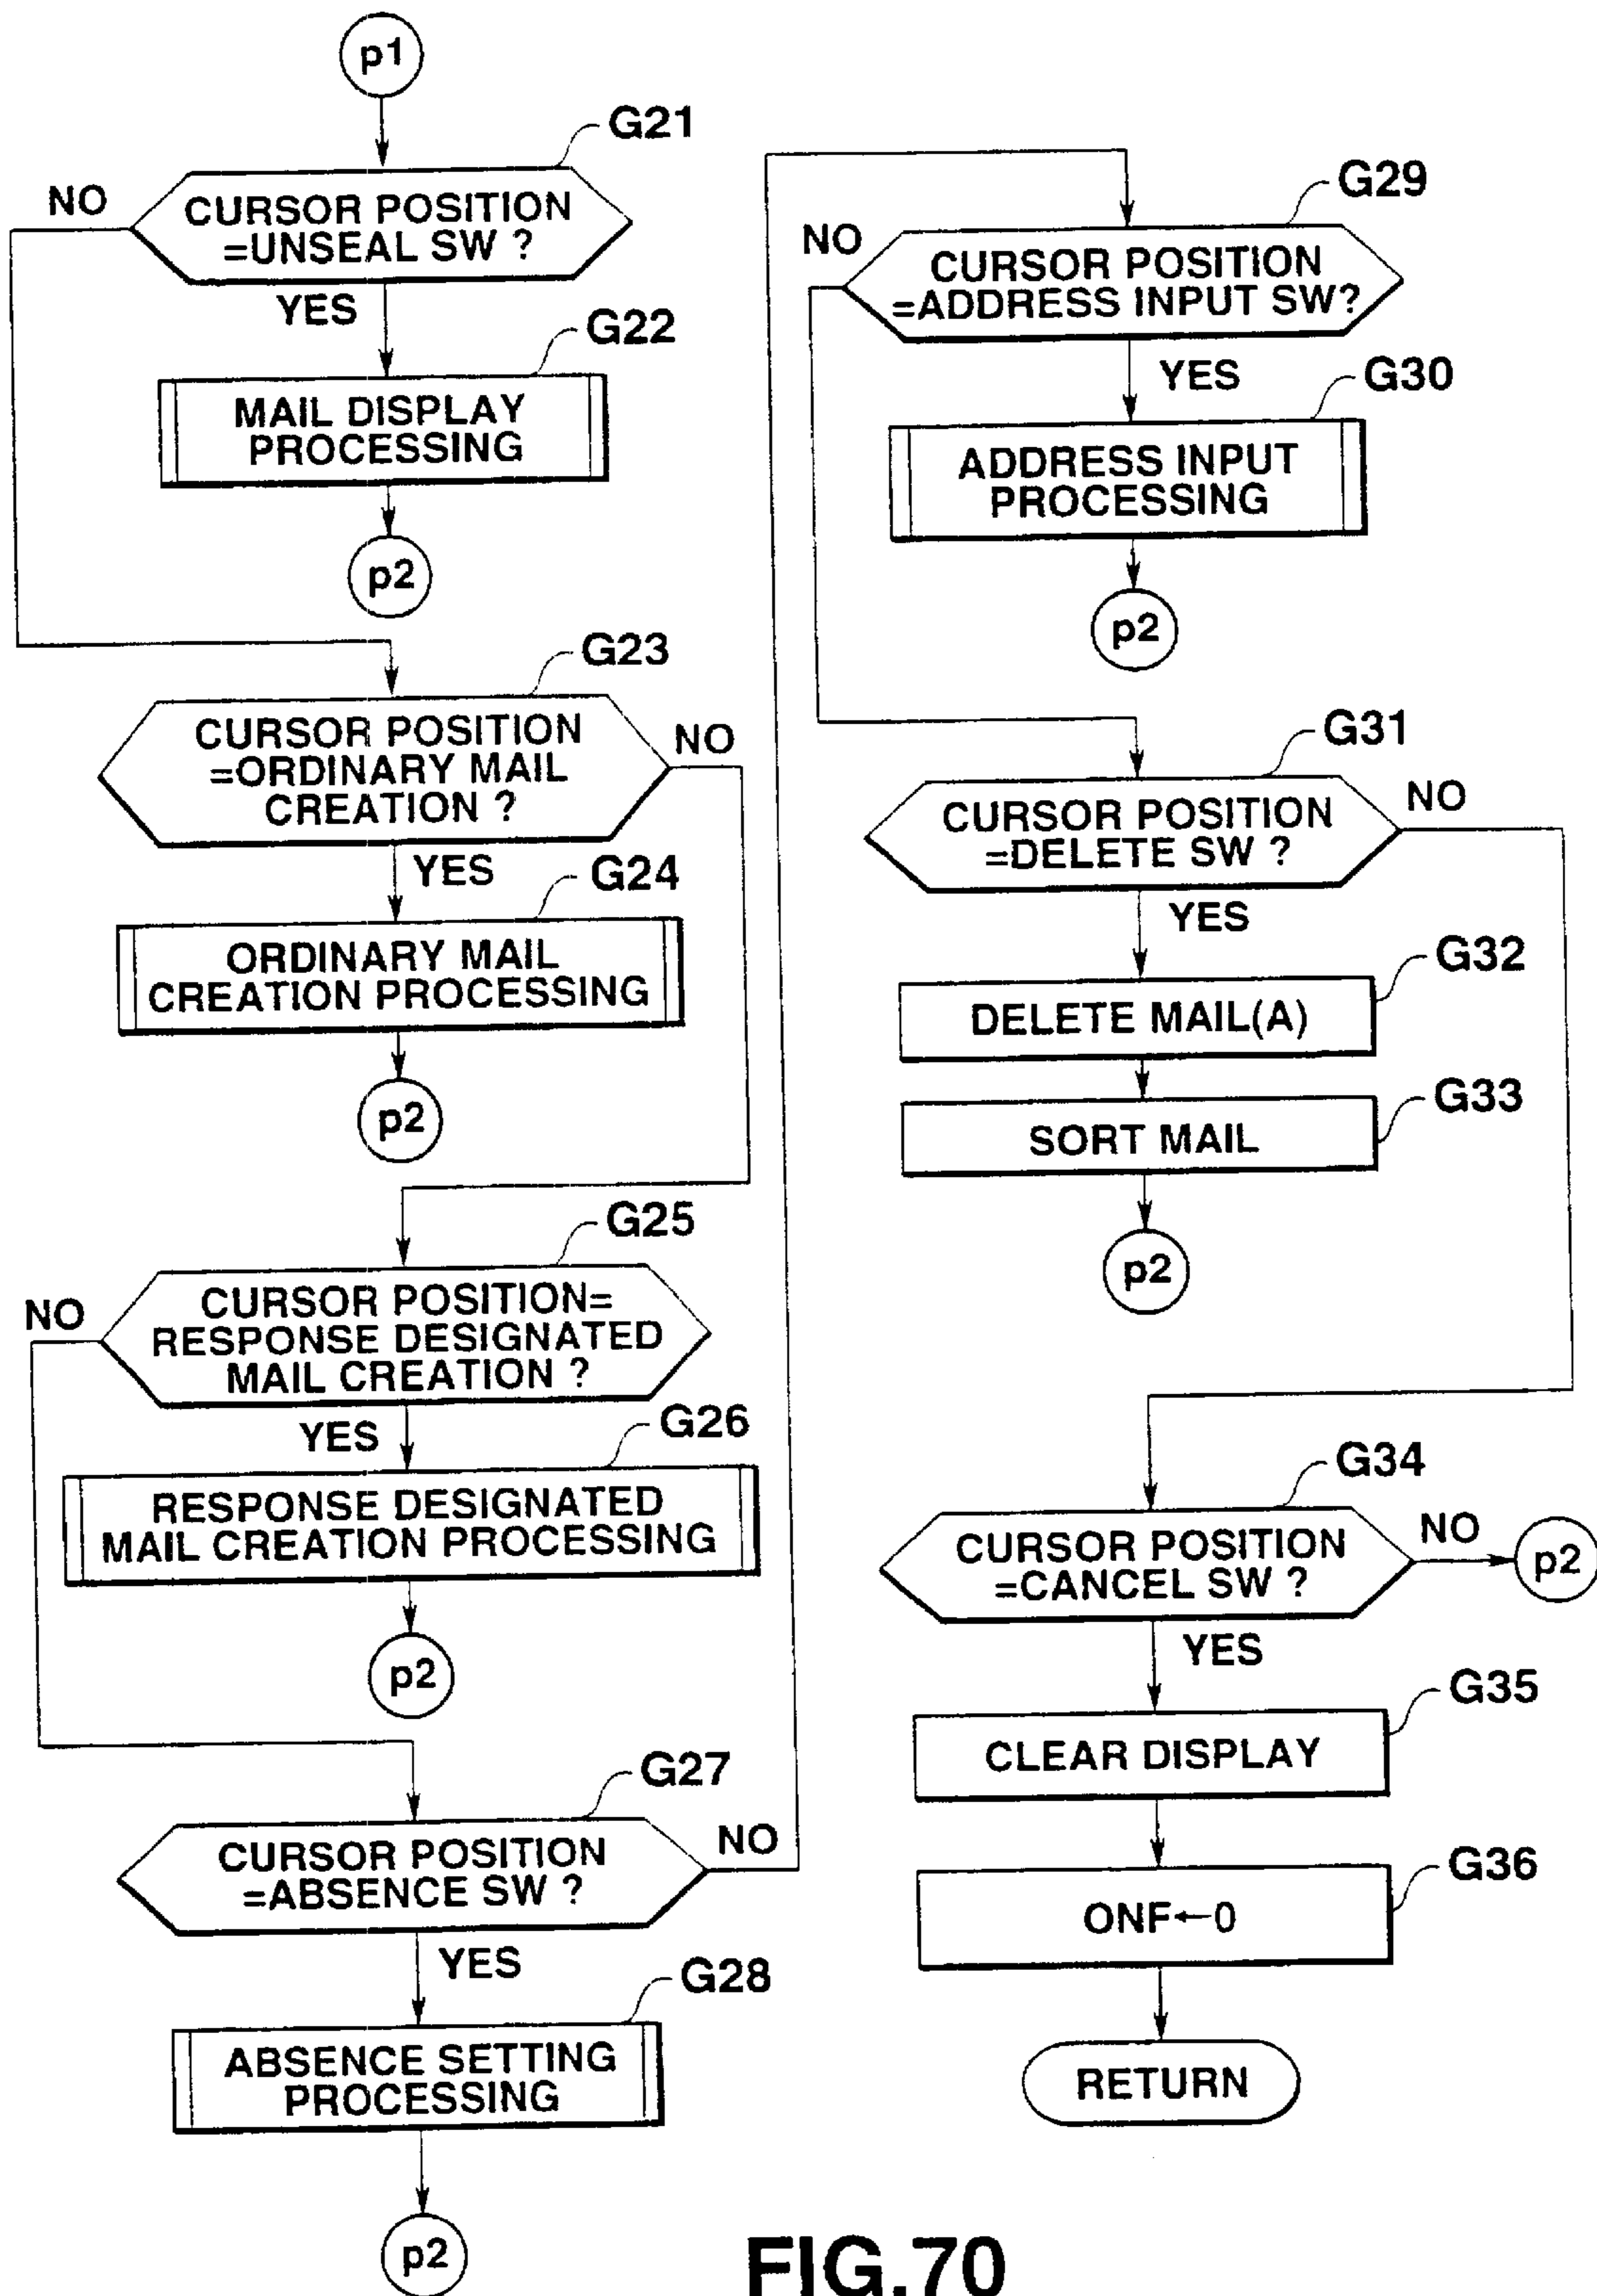 p1
G21
NO
CURSOR POSITION
=UNSEAL SW ?
YES
G22
MAIL DISPLAY
PROCESSING
p2
G23
CURSOR POSITION
=ORDINARY MAIL
CREATION ?
NO
YES
G24
ORDINARY MAIL
CREATION PROCESSING
p2
G25
NO
CURSOR POSITION=
RESPONSE DESIGNATED
MAIL CREATION ?
YES
G26
RESPONSE DESIGNATED
MAIL CREATION PROCESSING
p2
G27
CURSOR POSITION
=ABSENCE SW ?
NO
YES
G28
ABSENCE SETTING
PROCESSING
p2
G29
NO
CURSOR POSITION
=ADDRESS INPUT SW?
YES
G30
ADDRESS INPUT
PROCESSING
p2
G31
CURSOR POSITION
=DELETE SW ?
NO
YES
G32
DELETE MAIL(A)
G33
SORT MAIL
p2
G34
CURSOR POSITION
=CANCEL SW ?
NO
p2
YES
G35
CLEAR DISPLAY
G36
ONF←0
RETURN
FIG.70